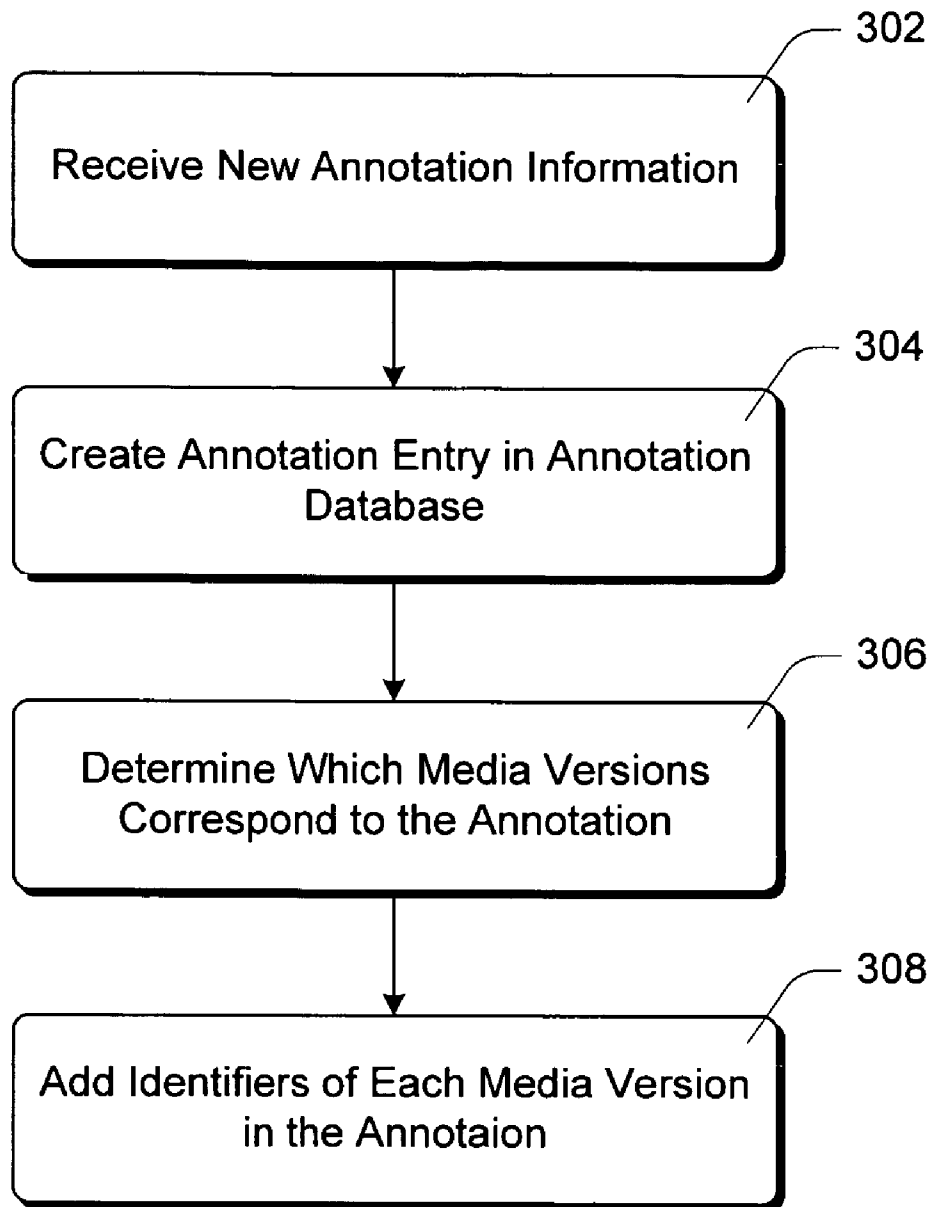 302
Receive New Annotation Information
304
Create Annotation Entry in Annotation
Database
306
Determine Which Media Versions
Correspond to the Annotation
308
Add Identifiers of Each Media Version
in the Annotaion